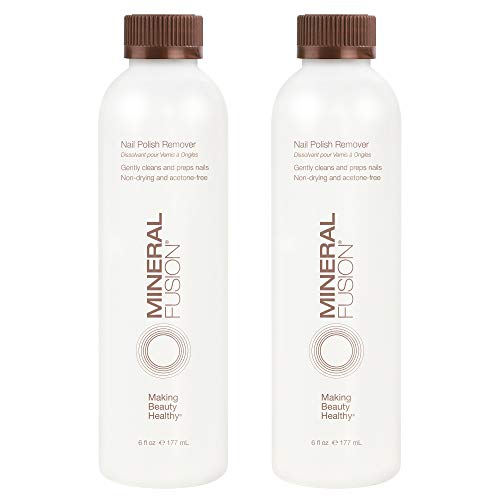 Nail Polish Remover
Dissolvant pour Vernis à Ongles
Gently cleans and preps nails
Non-drying and acetone-free
MINERAL
FUSION®
Making
Beauty
Healthy®
6 fl oz ℮ 177 mL
Nail Polish Remover
Dissolvant pour Vernis à Ongles
Gently cleans and preps nails
Non-drying and acetone-free
MINERAL
FUSION®
Making
Beauty
Healthy®
6 fl oz ℮ 177 mL